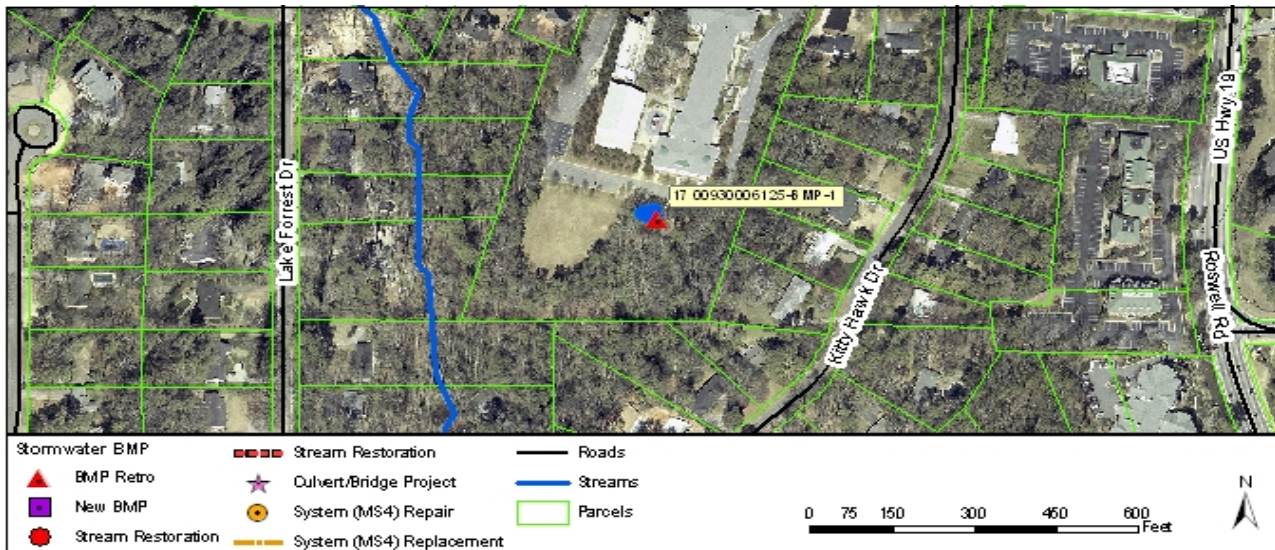 US Hwy 19
Lake Forrest Dr
17 00930006125-BMP-1
Kitty Hawk Dr
Roswell Rd
Stormwater BMP
BMP Retro
New BMP
Stream Restoration
Stream Restoration
Culvert/Bridge Project
System (MS4) Repair
System (MS4) Replacement
Roads
Streams
Parcels
0 75 150 300 450 600
Feet
N